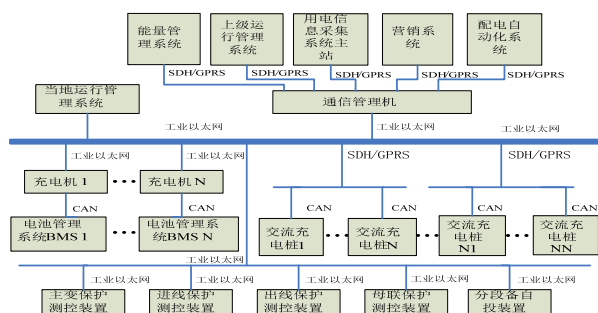 能量管
理系统
上级运
行管理
系统
用电信
息采集
系统主
站
营销系
统
配电自
动化系
统
SDH/GPRS
SDH/GPRS
SDH/GPRS
SDH/GPRS
SDH/GPRS
当地运行管
理系统
通信管理机
工业以太网
工业以太网
工业以太网
工业以太网
SDH/GPRS
SDH/GPRS
充电机 1
充电机 N
CAN
CAN
CAN
CAN
CAN
CAN
电池管理
系统BMS 1
电池管理系
统BMS N
交流充
电桩1
交流充
电桩N
交流充
电桩
N1
交流充
电桩
NN
工业以太网
工业以太网
工业以太网
工业以太网
工业以太网
工业以太网
主变保护
测控装置
进线保护
测控装置
出线保护
测控装置
母联保护
测控装置
分段备自
投装置